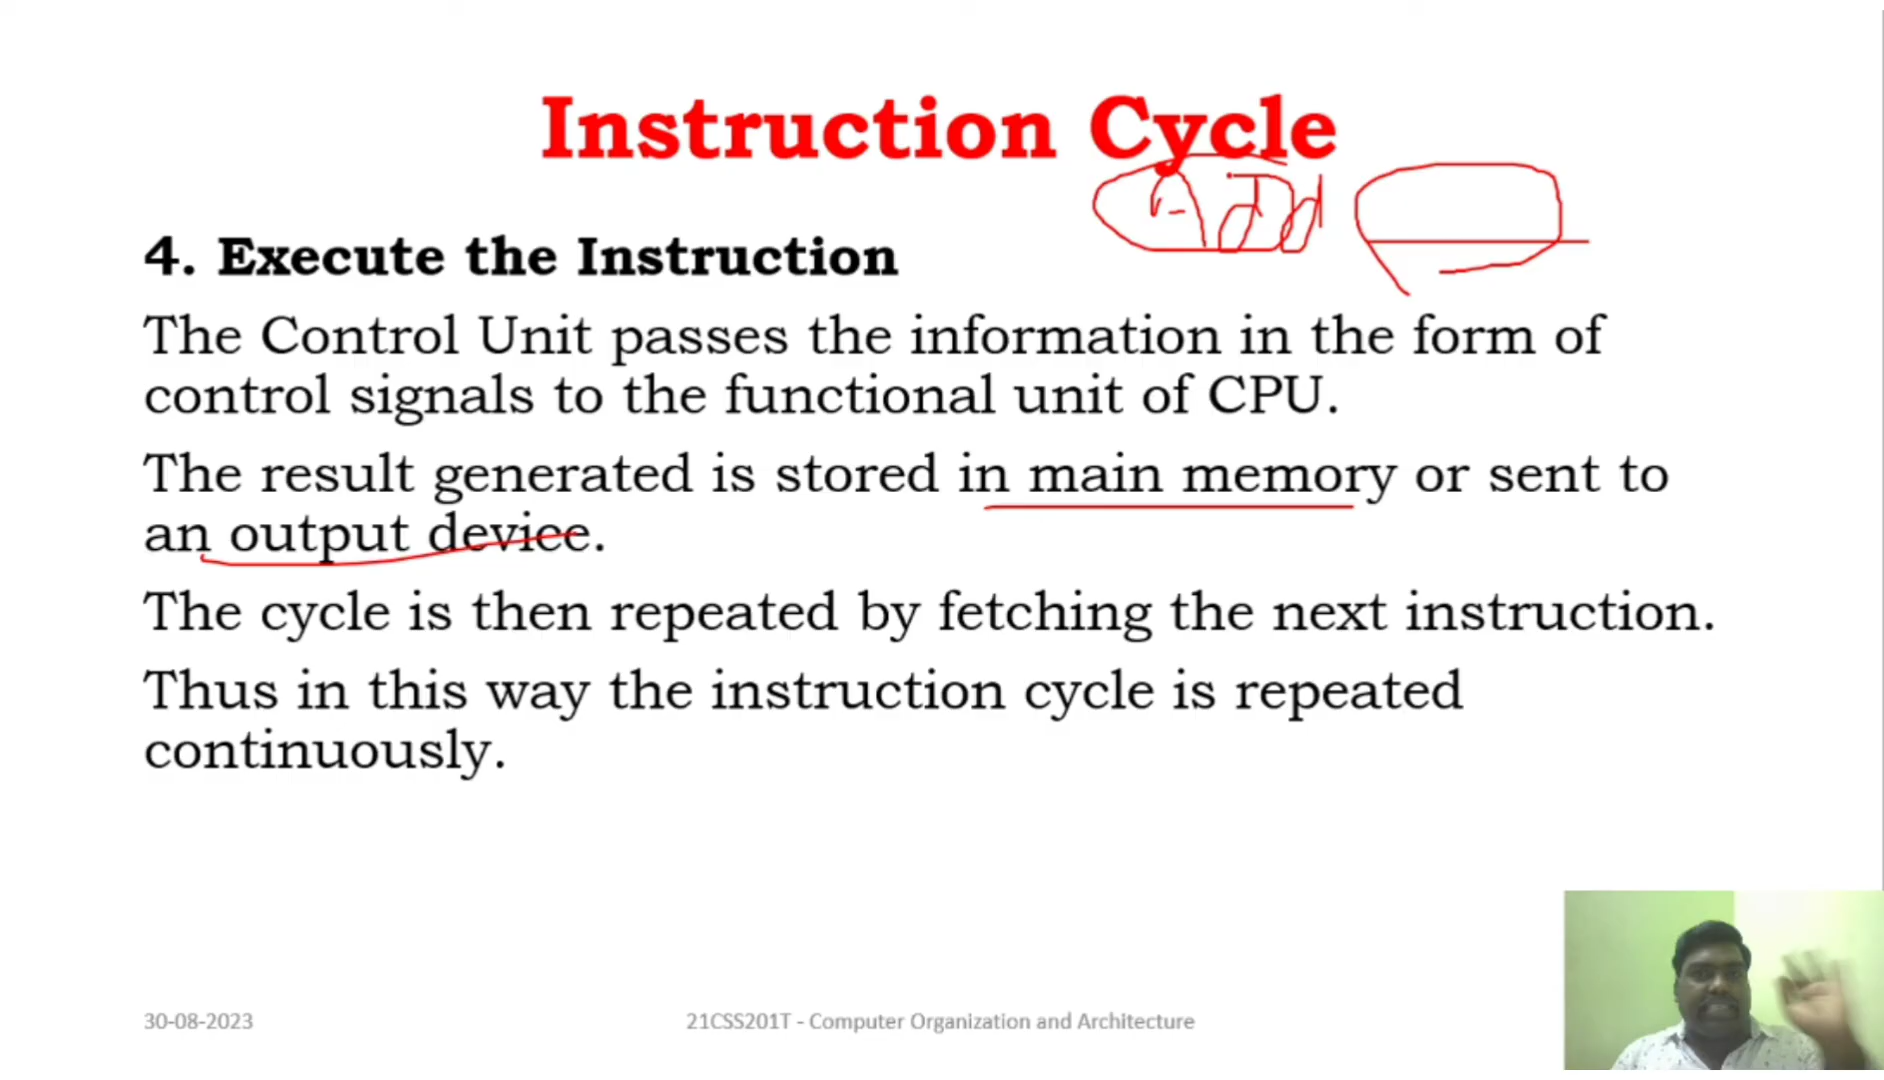 Instruction Cycle
Add
4. Execute the Instruction
The Control Unit passes the information in the form of
control signals to the functional unit of CPU.
The result generated is stored in main memory or sent to
an output device.
The cycle is then repeated by fetching the next instruction.
Thus in this way the instruction cycle is repeated
continuously.
30-08-2023
21CSS201T - Computer Organization and Architecture